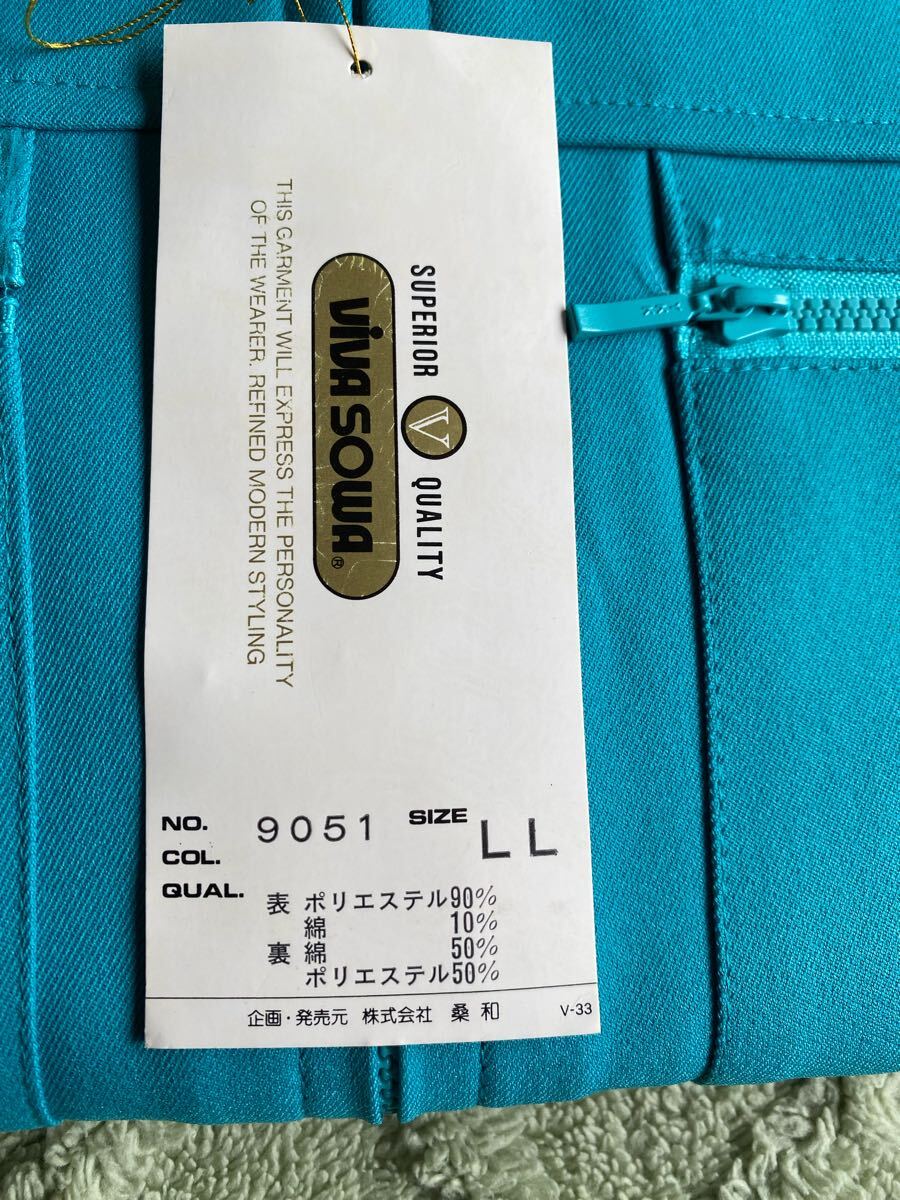 SUPERIOR V QUALITY
ViVA SOWA®
THIS GARMENT WILL EXPRESS THE PERSONALITY
OF THE WEARER. REFINED MODERN STYLING
NO. 9051 SIZE LL
COL.
QUAL. 表 ポリエステル90%
綿 10%
裏 綿 50%
ポリエステル50%
企画・発売元 株式会社 桑和 V-33